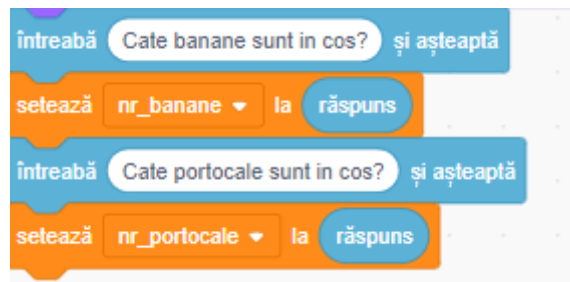 întreabă Cate banane sunt in cos? și așteaptă
setează nr_banane la răspuns
întreabă Cate portocale sunt in cos? și așteaptă
setează nr_portocale la răspuns